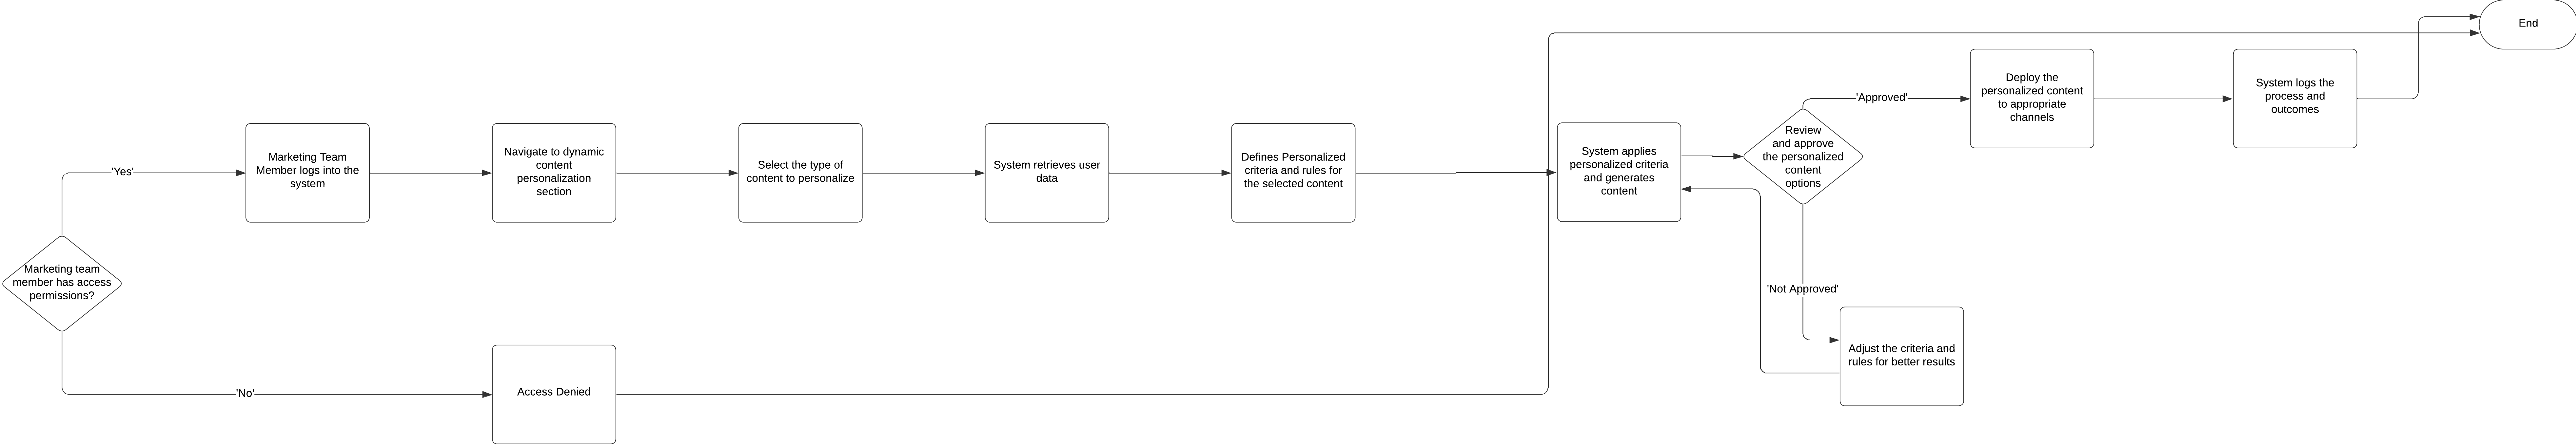 Marketing team
member has access
permissions?
'Yes'
Marketing Team
Member logs into the
system
Navigate to dynamic
content
personalization
section
Select the type of
content to personalize
System retrieves user
data
Defines Personalized
criteria and rules for
the selected content
System applies
personalized criteria
and generates
content
Review
and approve
the personalized
content
options
'Approved'
Deploy the
personalized content
to appropriate
channels
System logs the
process and
outcomes
End
'Not Approved'
Adjust the criteria and
rules for better results
'No'
Access Denied